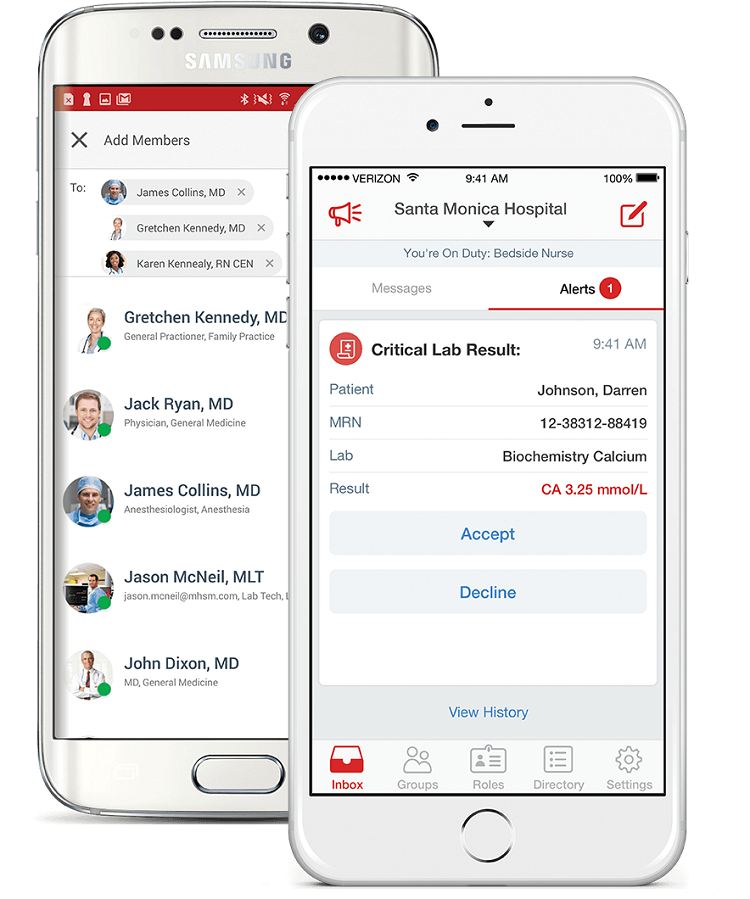 SAMSUNG
Add Members
To:
James Collins, MD
Gretchen Kennedy, MD
Karen Kennealy, RN CEN
Gretchen Kennedy, MD
General Practioner, Family Practice
Jack Ryan, MD
Physician, General Medicine
James Collins, MD
Anesthesiologist, Anesthesia
Jason McNeil, MLT
jason.mcneil@mhsm.com, Lab Tech,
John Dixon, MD
MD, General Medicine
VERIZON 9:41 AM 100%
Santa Monica Hospital
You're On Duty: Bedside Nurse
Messages Alerts 1
Critical Lab Result: 9:41 AM
Patient Johnson, Darren
MRN 12-38312-88419
Lab Biochemistry Calcium
Result CA 3.25 mmol/L
Accept
Decline
View History
Inbox Groups Roles Directory Settings